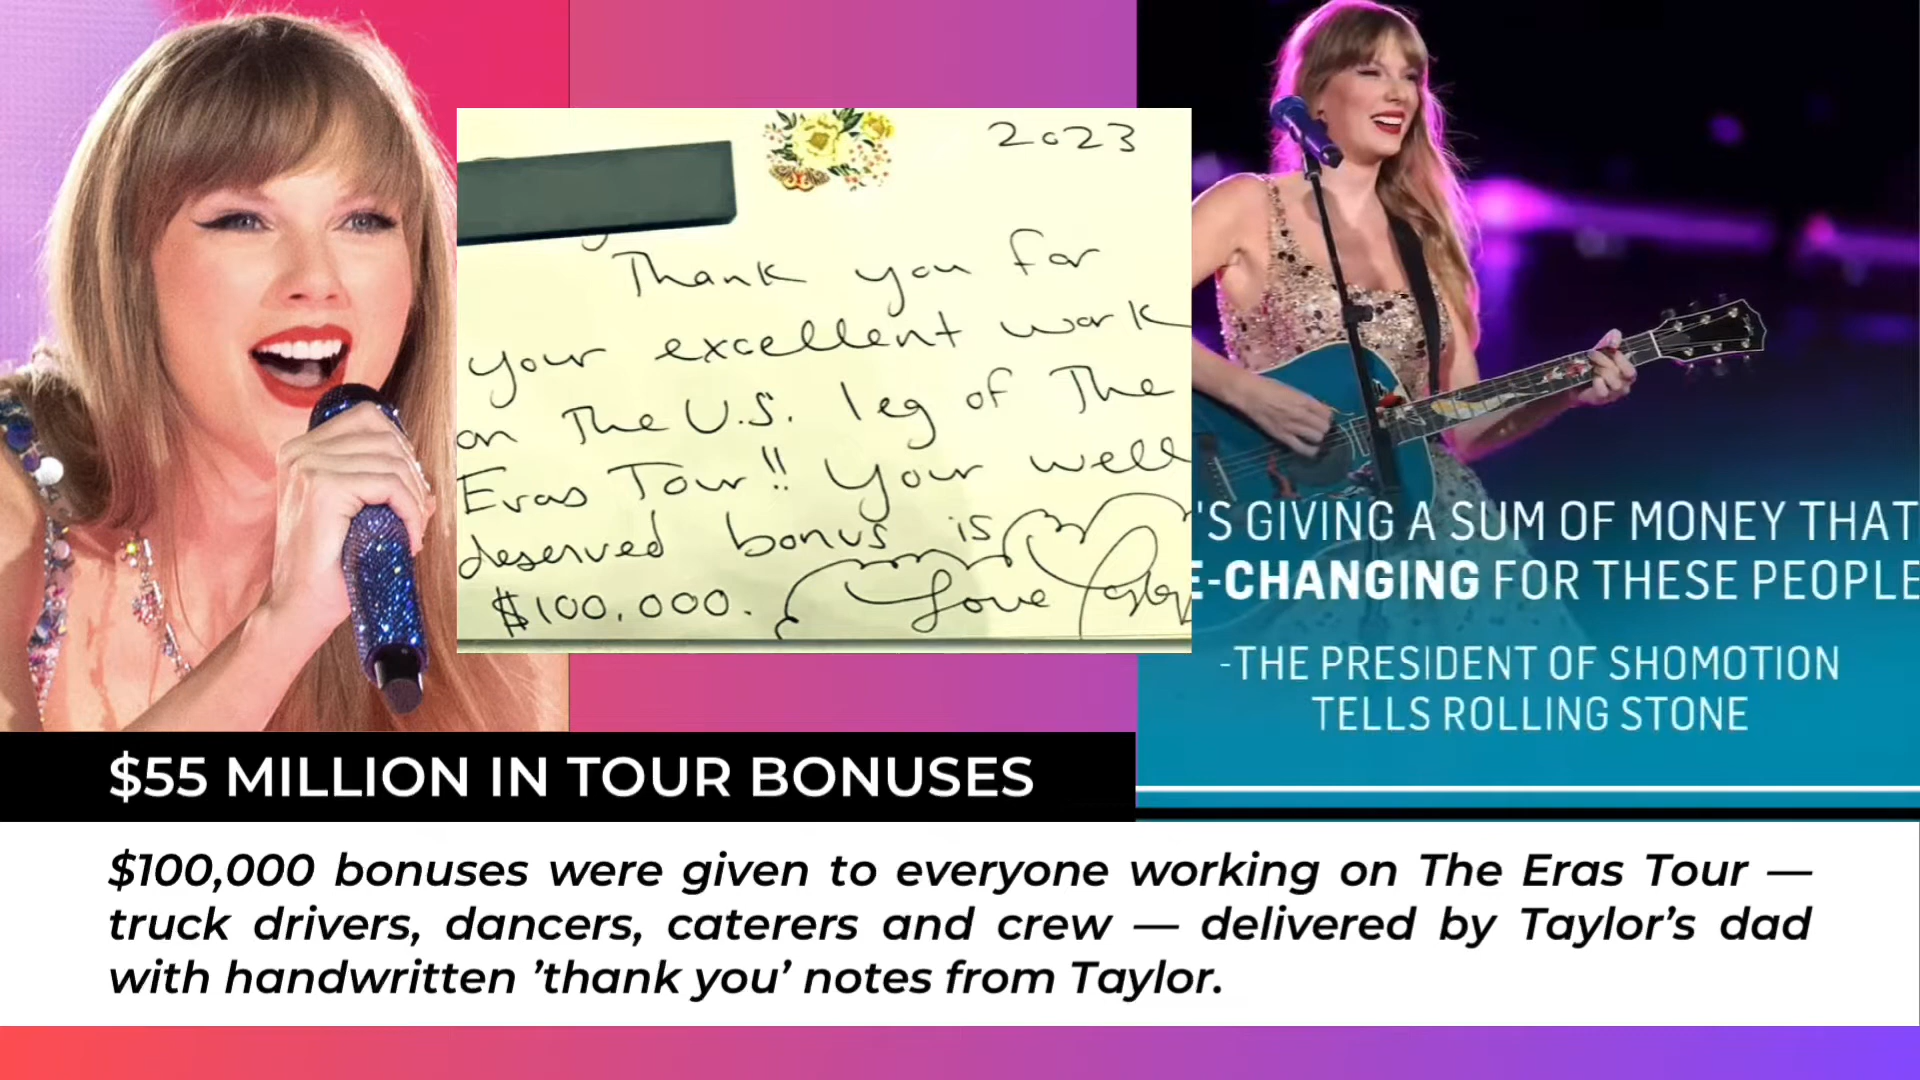 2023
Thank you for
your excellent work
on The U.S. leg of The
Eras Tour!! Your well
deserved bonus is
$100,000. Love Taylor
'S GIVING A SUM OF MONEY THAT
E-CHANGING FOR THESE PEOPLE
-THE PRESIDENT OF SHOMOTION
TELLS ROLLING STONE
$55 MILLION IN TOUR BONUSES
$100,000 bonuses were given to everyone working on The Eras Tour —
truck drivers, dancers, caterers and crew — delivered by Taylor’s dad
with handwritten ’thank you’ notes from Taylor.